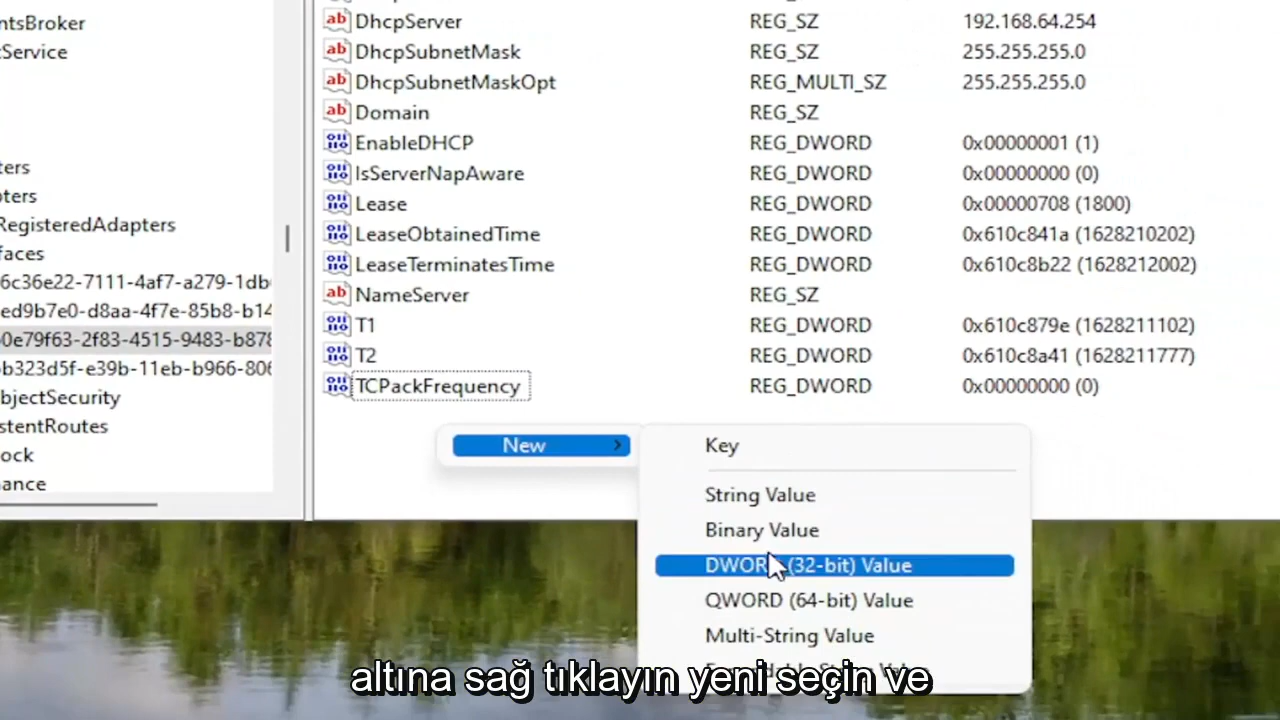 ntsBroker
tService
ters
pters
RegisteredAdapters
faces
6c36e22-7111-4af7-a279-1db
ed9b7e0-d8aa-4f7e-85b8-b14
0e79f63-2f83-4515-9483-b878
b323d5f-e39b-11eb-b966-806
bjectSecurity
stentRoutes
ock
nance
DhcpServer REG_SZ 192.168.64.254
DhcpSubnetMask REG_SZ 255.255.255.0
DhcpSubnetMaskOpt REG_MULTI_SZ 255.255.255.0
Domain REG_SZ
EnableDHCP REG_DWORD 0x00000001 (1)
IsServerNapAware REG_DWORD 0x00000000 (0)
Lease REG_DWORD 0x00000708 (1800)
LeaseObtainedTime REG_DWORD 0x610c841a (1628210202)
LeaseTerminatesTime REG_DWORD 0x610c8b22 (1628212002)
NameServer REG_SZ
T1 REG_DWORD 0x610c879e (1628211102)
T2 REG_DWORD 0x610c8a41 (1628211777)
TCPackFrequency REG_DWORD 0x00000000 (0)
New
Key
String Value
Binary Value
DWORD (32-bit) Value
QWORD (64-bit) Value
Multi-String Value
altına sağ tıklayın yeni seçin ve